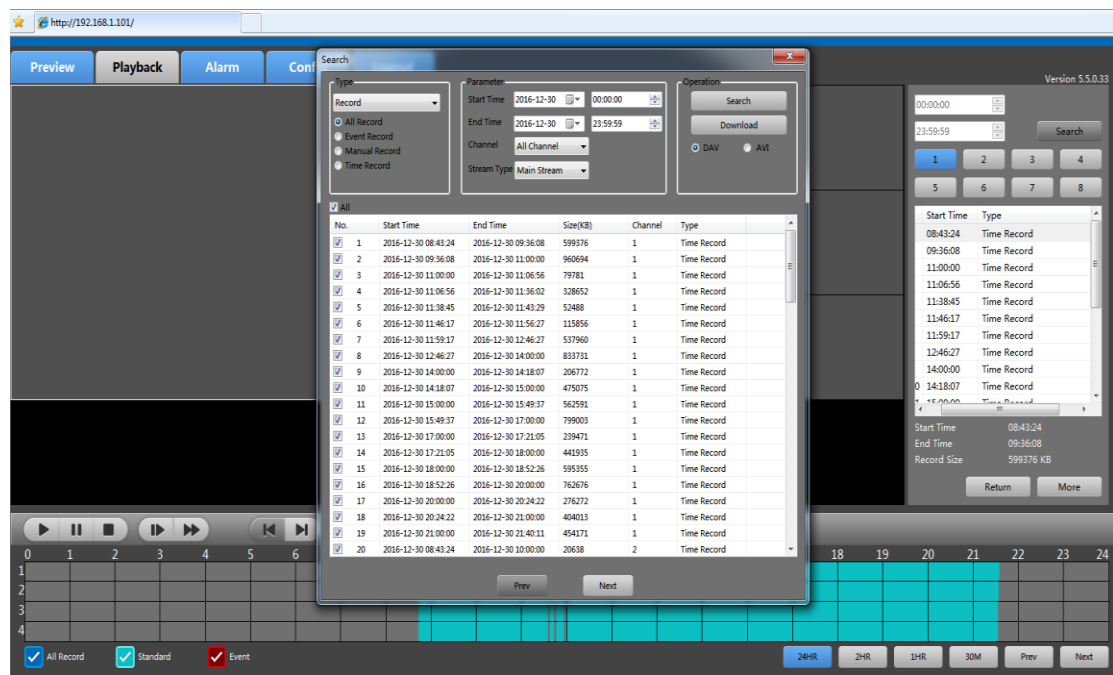 http://192.168.1.101/
Preview Playback Alarm Conf
Version 5.5.0.33
Search
Type
Record
All Record
Event Record
Manual Record
Time Record
Parameter
Start Time 2016-12-30 00:00:00
End Time 2016-12-30 23:59:59
Channel All Channel
Stream Type Main Stream
Operation
Search
Download
DAV AVI
All
No. Start Time End Time Size(KB) Channel Type
1 2016-12-30 08:43:24 2016-12-30 09:36:08 599376 1 Time Record
2 2016-12-30 09:36:08 2016-12-30 11:00:00 960694 1 Time Record
3 2016-12-30 11:00:00 2016-12-30 11:06:56 79781 1 Time Record
4 2016-12-30 11:06:56 2016-12-30 11:36:02 328652 1 Time Record
5 2016-12-30 11:38:45 2016-12-30 11:43:29 52488 1 Time Record
6 2016-12-30 11:46:17 2016-12-30 11:56:27 115856 1 Time Record
7 2016-12-30 11:59:17 2016-12-30 12:46:27 537960 1 Time Record
8 2016-12-30 12:46:27 2016-12-30 14:00:00 833731 1 Time Record
9 2016-12-30 14:00:00 2016-12-30 14:18:07 206772 1 Time Record
10 2016-12-30 14:18:07 2016-12-30 15:00:00 475075 1 Time Record
11 2016-12-30 15:00:00 2016-12-30 15:49:37 562591 1 Time Record
12 2016-12-30 15:49:37 2016-12-30 17:00:00 799003 1 Time Record
13 2016-12-30 17:00:00 2016-12-30 17:21:05 239471 1 Time Record
14 2016-12-30 17:21:05 2016-12-30 18:00:00 441935 1 Time Record
15 2016-12-30 18:00:00 2016-12-30 18:52:26 595355 1 Time Record
16 2016-12-30 18:52:26 2016-12-30 20:00:00 762676 1 Time Record
17 2016-12-30 20:00:00 2016-12-30 20:24:22 276272 1 Time Record
18 2016-12-30 20:24:22 2016-12-30 21:00:00 404013 1 Time Record
19 2016-12-30 21:00:00 2016-12-30 21:40:11 454171 1 Time Record
20 2016-12-30 08:43:24 2016-12-30 10:00:00 20638 2 Time Record
Prev Next
00:00:00
23:59:59 Search
1 2 3 4
5 6 7 8
Start Time Type
08:43:24 Time Record
09:36:08 Time Record
11:00:00 Time Record
11:06:56 Time Record
11:38:45 Time Record
11:46:17 Time Record
11:59:17 Time Record
12:46:27 Time Record
14:00:00 Time Record
0 14:18:07 Time Record
1 15:00:00 Time Record
Start Time 08:43:24
End Time 09:36:08
Record Size 599376 KB
Return More
0 1 2 3 4 5 6 18 19 20 21 22 23 24
1
2
3
4
All Record Standard Event
24HR 2HR 1HR 30M Prev Next